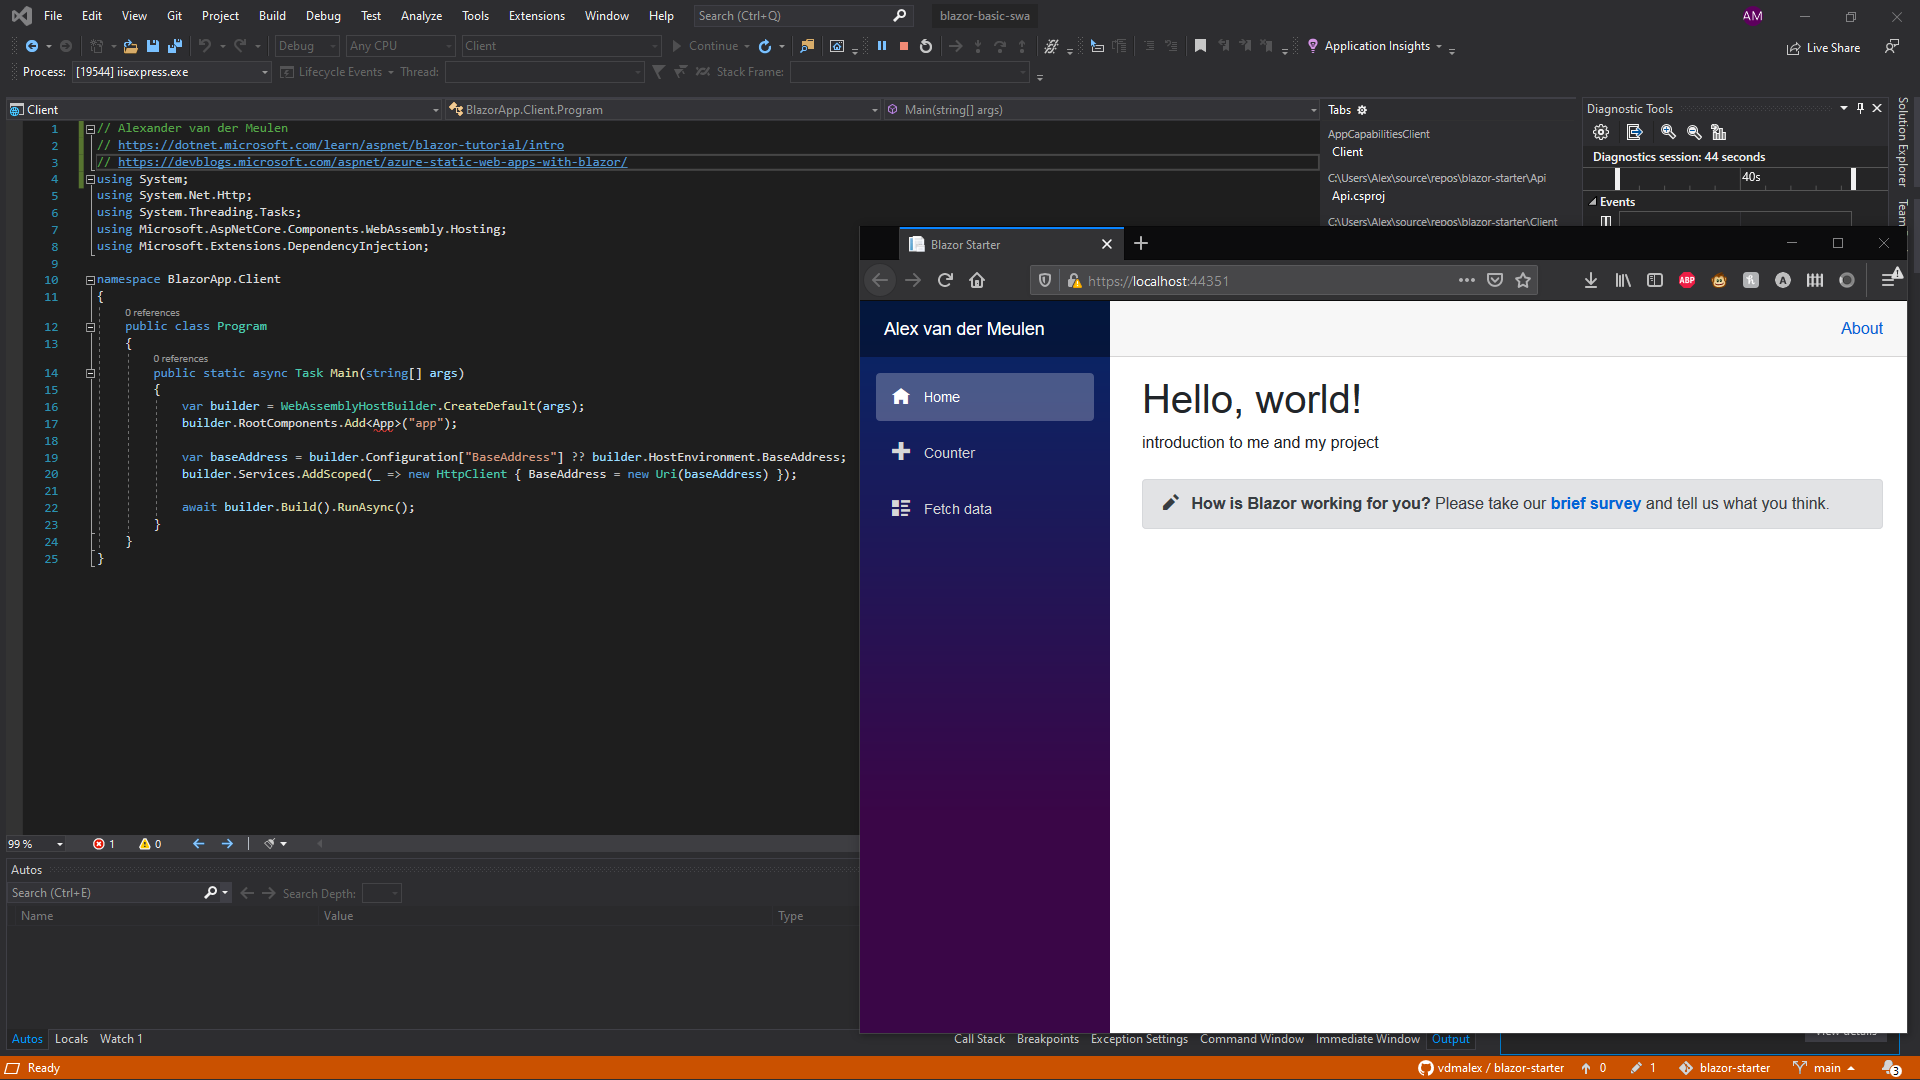 File Edit View Git Project Build Debug Test Analyze Tools Extensions Window Help Search (Ctrl+Q) blazor-basic-swa AM
Debug Any CPU Client Continue Application Insights Live Share
Process: [19544] iisexpress.exe Lifecycle Events Thread: Stack Frame:
Client BlazorApp.Client.Program Main(string[] args)
1 // Alexander van der Meulen
2 // https://dotnet.microsoft.com/learn/aspnet/blazor-tutorial/intro
3 // https://devblogs.microsoft.com/aspnet/azure-static-web-apps-with-blazor/
4 using System;
5 using System.Net.Http;
6 using System.Threading.Tasks;
7 using Microsoft.AspNetCore.Components.WebAssembly.Hosting;
8 using Microsoft.Extensions.DependencyInjection;
9
10 namespace BlazorApp.Client
11 {
0 references
12 public class Program
13 {
0 references
14 public static async Task Main(string[] args)
15 {
16 var builder = WebAssemblyHostBuilder.CreateDefault(args);
17 builder.RootComponents.Add<App>("app");
18
19 var baseAddress = builder.Configuration["BaseAddress"] ?? builder.HostEnvironment.BaseAddress;
20 builder.Services.AddScoped(_ => new HttpClient { BaseAddress = new Uri(baseAddress) });
21
22 await builder.Build().RunAsync();
23 }
24 }
25 }
Tabs
AppCapabilitiesClient
Client
C:\Users\Alex\source\repos\blazor-starter\Api
Api.csproj
C:\Users\Alex\source\repos\blazor-starter\Client
Diagnostic Tools
Diagnostics session: 44 seconds
40s
Events
Solution Explorer
Team
Blazor Starter
https://localhost:44351
ABP
Alex van der Meulen
About
Home
Counter
Fetch data
Hello, world!
introduction to me and my project
How is Blazor working for you? Please take our brief survey and tell us what you think.
99 % 1 0
Autos
Search (Ctrl+E) Search Depth:
Name Value Type
Autos Locals Watch 1
Call Stack Breakpoints Exception Settings Command Window Immediate Window Output
View details
Ready
vdmalex / blazor-starter 0 1 blazor-starter main 3